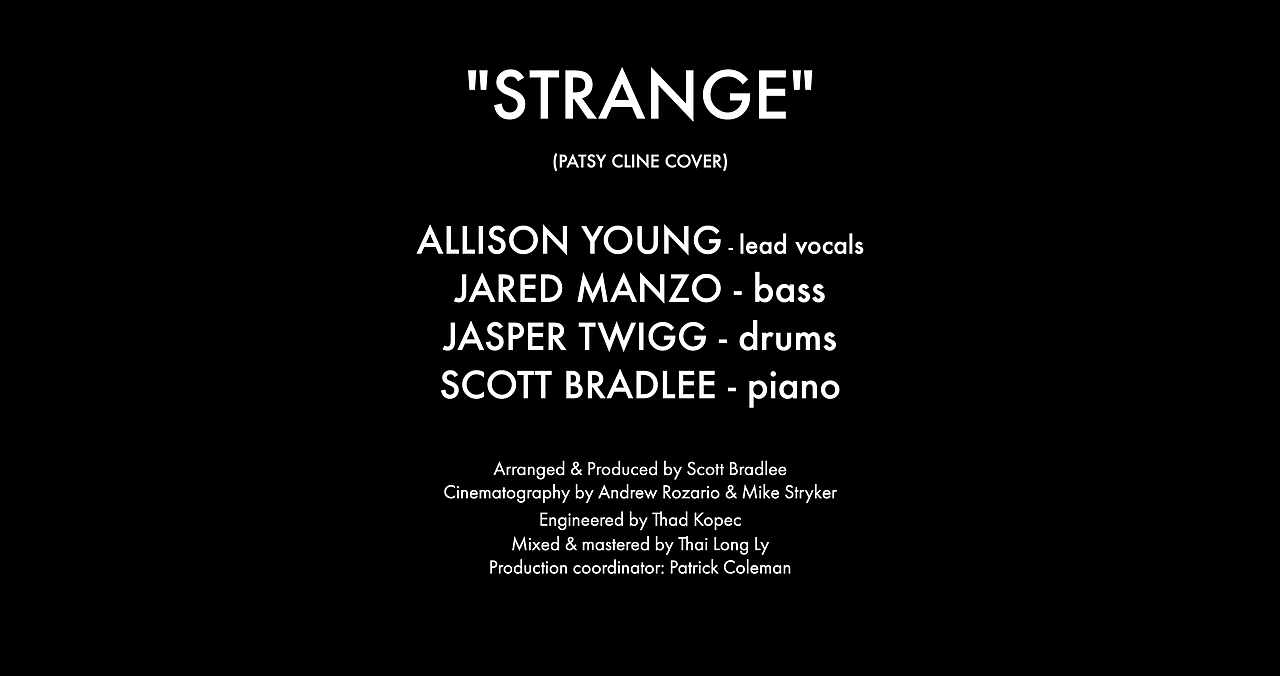 "STRANGE"
(PATSY CLINE COVER)
ALLISON YOUNG - lead vocals
JARED MANZO - bass
JASPER TWIGG - drums
SCOTT BRADLEE - piano
Arranged & Produced by Scott Bradlee
Cinematography by Andrew Rozario & Mike Stryker
Engineered by Thad Kopec
Mixed & mastered by Thai Long Ly
Production coordinator: Patrick Coleman